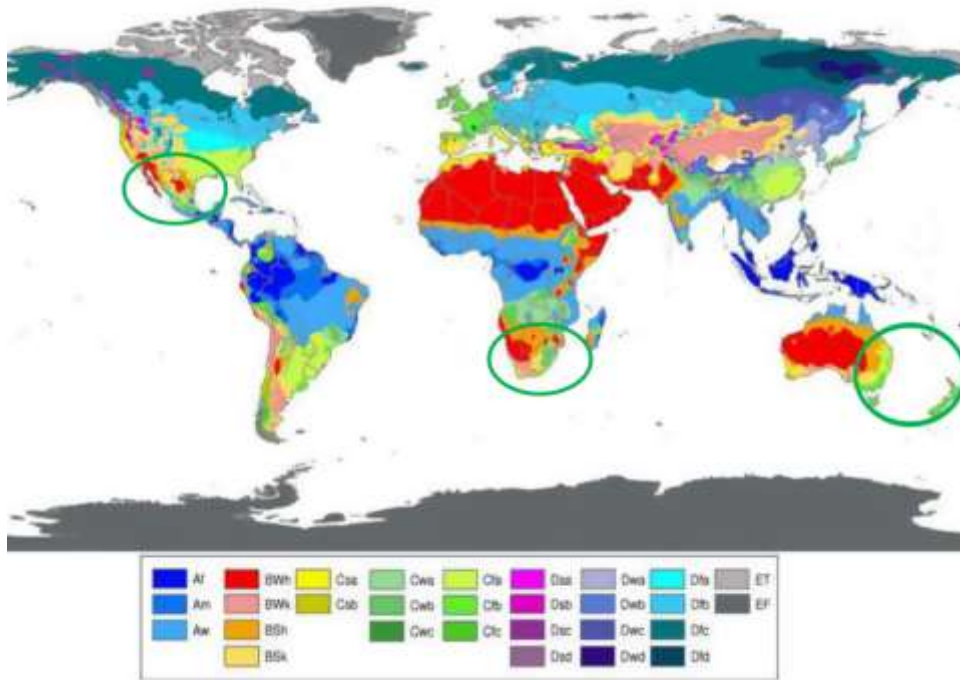 Af BWh Csa Cwa Cfa Dsa Dwa Dfa ET
Am BWk Csb Cwb Cfb Dsb Dwb Dfb EF
Aw BSh Cwc Cfc Dsc Dwc Dfc
BSk Dsd Dwd Dfd